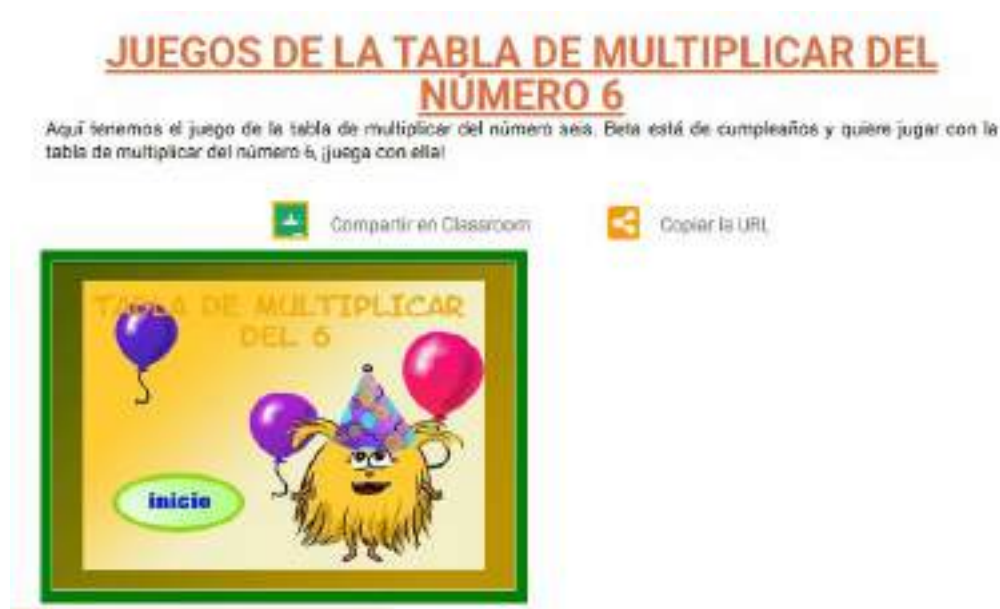 JUEGOS DE LA TABLA DE MULTIPLICAR DEL
NÚMERO 6
Aquí tenemos el juego de la tabla de multiplicar del número seis. Beta está de cumpleaños y quiere jugar con la
tabla de multiplicar del número 6, ¡juega con ella!
Compartir en Classroom
Copiar la URL
TABLA DE MULTIPLICAR
DEL 6
inicio